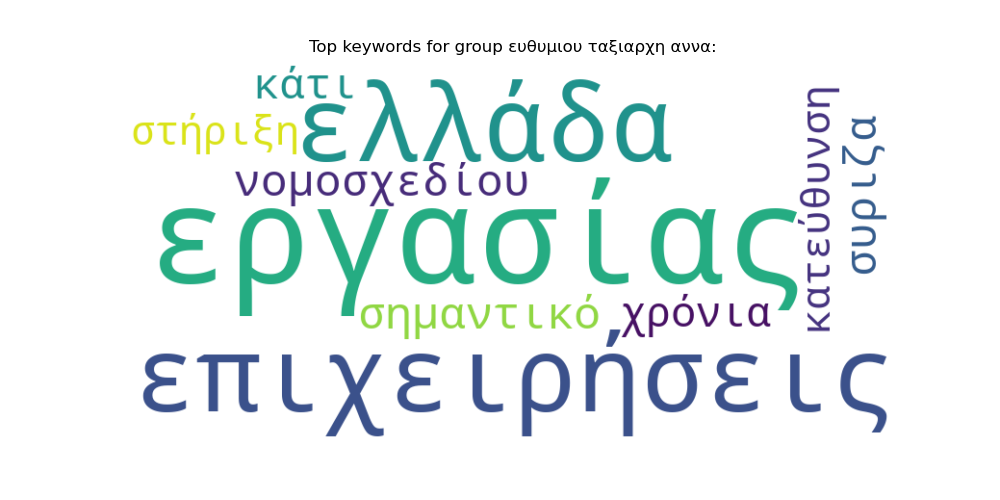 Top keywords for group ευθυμιου ταξιαρχη αννα:
κάτι
ελλάδα
στήριξη
νομοσχεδίου
εργασίας
σημαντικό
χρόνια
επιχειρήσεις
κατεύθυνση
συριζα